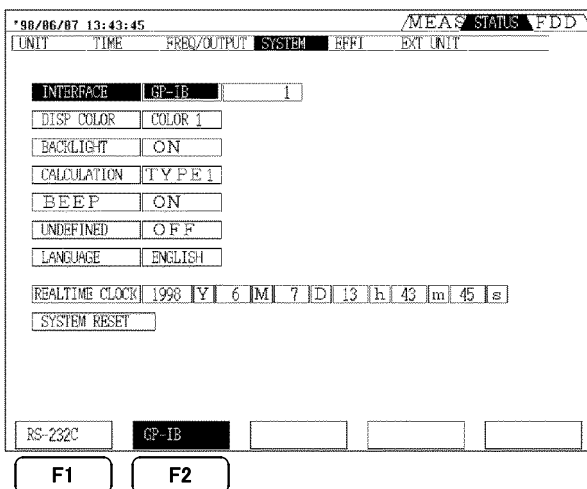 '98/06/07 13:43:45 MEAS STATUS FDD
UNIT TIME FREQ/OUTPUT SYSTEM EFFI EXT UNIT
INTERFACE GP-IB 1
DISP COLOR COLOR 1
BACKLIGHT ON
CALCULATION TYPE1
BEEP ON
UNDEFINED OFF
LANGUAGE ENGLISH
REALTIME CLOCK 1998 Y 6 M 7 D 13 h 43 m 45 s
SYSTEM RESET
RS-232C GP-IB
F1 F2